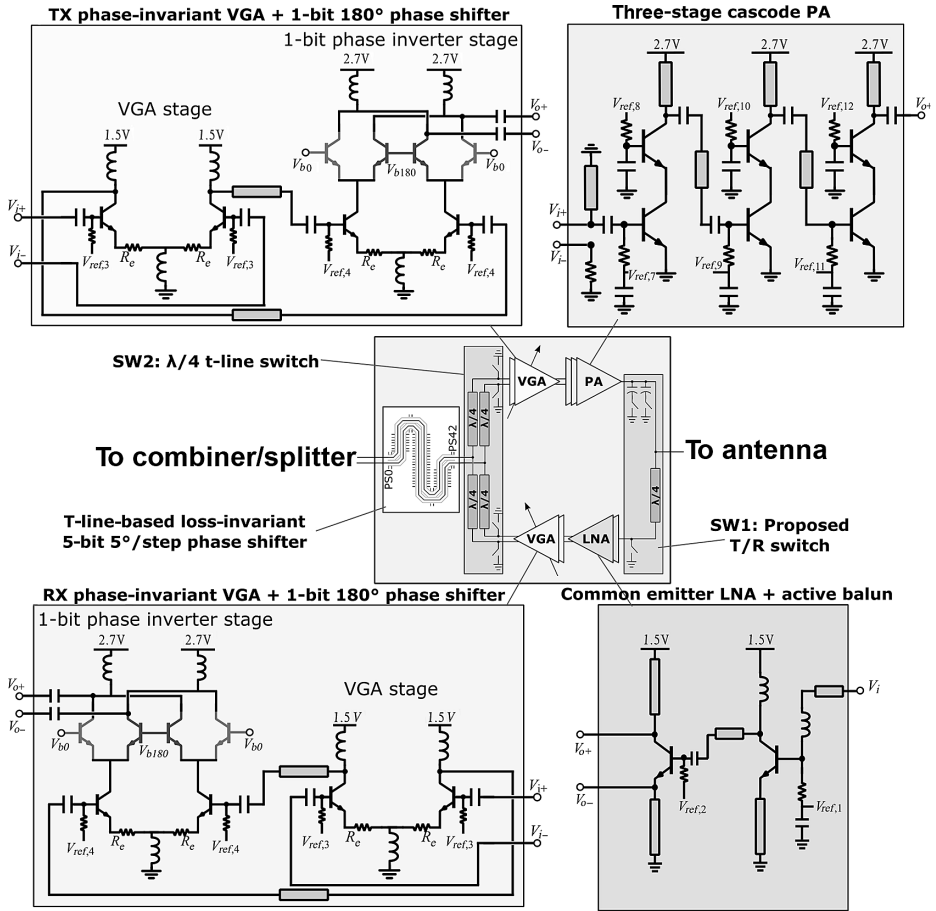 TX phase-invariant VGA + 1-bit 180° phase shifter
1-bit phase inverter stage
2.7V 2.7V
VGA stage
1.5V 1.5V
Vo+
Vo−
Vb0 Vb180 Vb0
Vi+
Vi−
Vref,3 Re Re Vref,3
Vref,4 Re Re Vref,4
Three-stage cascode PA
2.7V 2.7V 2.7V
Vref,8 Vref,10 Vref,12
Vo+
Vi+
Vi−
Vref,7 Vref,9 Vref,11
SW2: λ/4 t-line switch
VGA PA
λ/4 λ/4
PS0 PS42
To combiner/splitter
To antenna
λ/4 λ/4 λ/4
T-line-based loss-invariant
5-bit 5°/step phase shifter
VGA LNA
SW1: Proposed
T/R switch
RX phase-invariant VGA + 1-bit 180° phase shifter
1-bit phase inverter stage
2.7V 2.7V
VGA stage
1.5V 1.5V
Vo+
Vo−
Vb0 Vb180 Vb0
Vi+
Vi−
Vref,4 Re Re Vref,4
Vref,3 Re Re Vref,3
Common emitter LNA + active balun
1.5V 1.5V
Vi
Vo+
Vo−
Vref,2 Vref,1